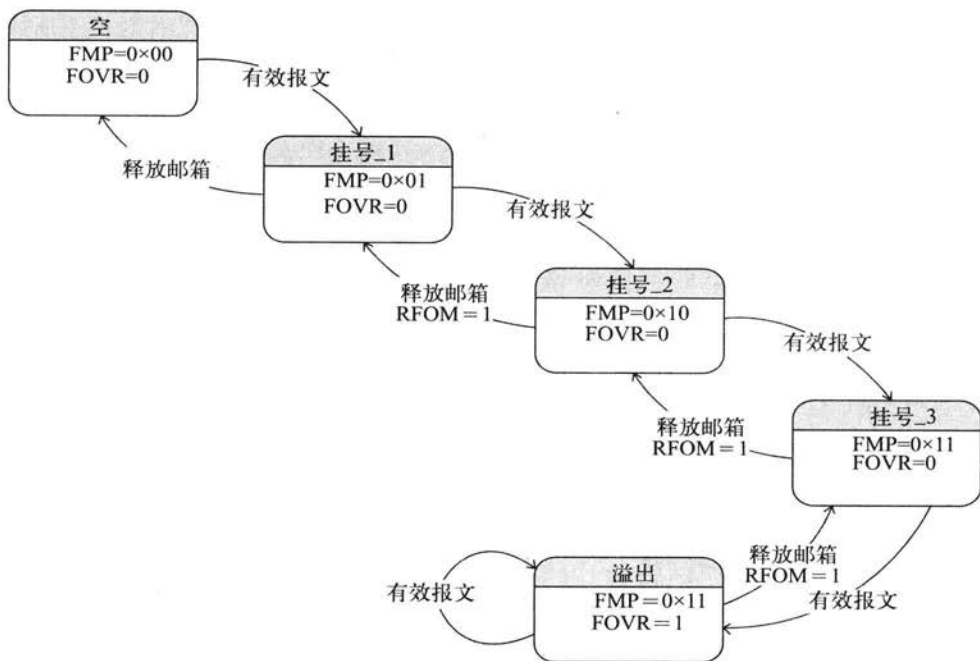 空
FMP=0×00
FOVR=0
有效报文
释放邮箱
挂号_1
FMP=0×01
FOVR=0
有效报文
释放邮箱
RFOM=1
挂号_2
FMP=0×10
FOVR=0
有效报文
释放邮箱
RFOM=1
挂号_3
FMP=0×11
FOVR=0
释放邮箱
RFOM=1
有效报文
溢出
FMP=0×11
FOVR=1
有效报文